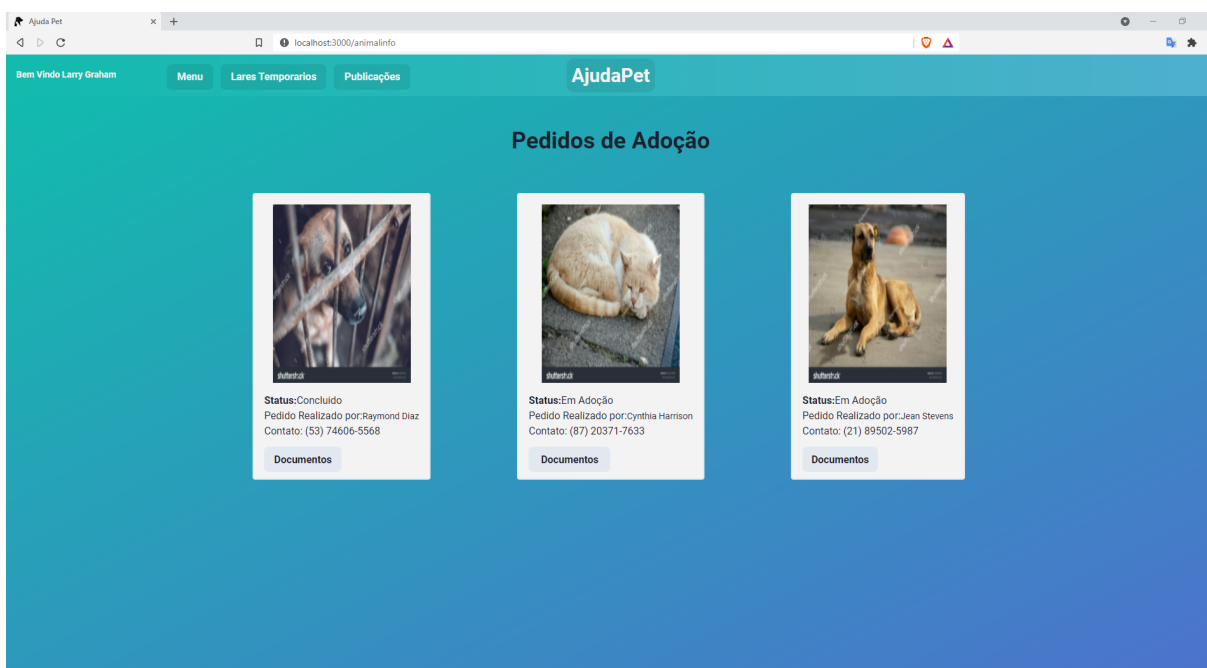 Ajuda Pet
localhost:3000/animalinfo
Bem Vindo Larry Graham
Menu
Lares Temporarios
Publicações
AjudaPet
Pedidos de Adoção
shutterstock
Status:Concluido
Pedido Realizado por:Raymond Diaz
Contato: (53) 74606-5568
Documentos
shutterstock
Status:Em Adoção
Pedido Realizado por:Cynthia Harrison
Contato: (87) 20371-7633
Documentos
shutterstock
Status:Em Adoção
Pedido Realizado por:Jean Stevens
Contato: (21) 89502-5987
Documentos